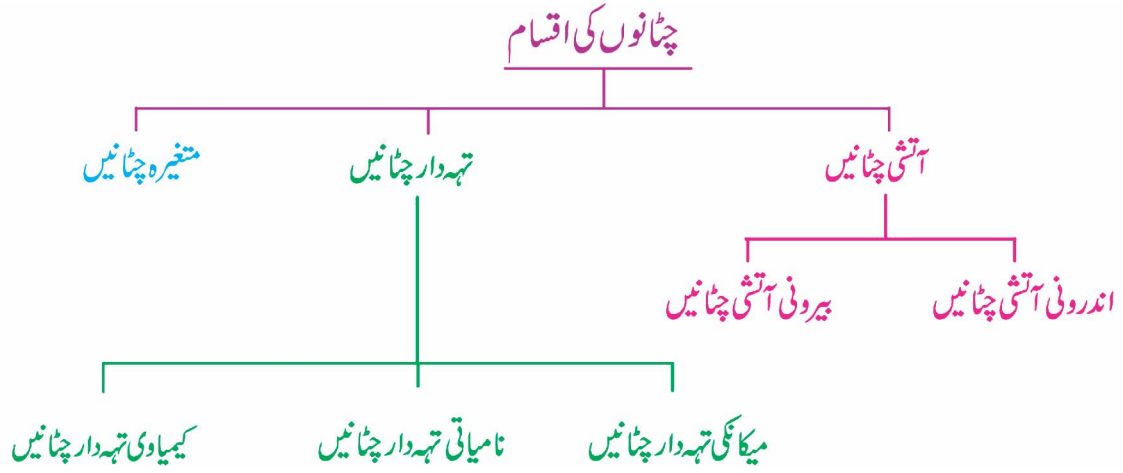 چٹانوں کی اقسام
آتشی چٹانیں
تہہ دار چٹانیں
متغیرہ چٹانیں
اندرونی آتشی چٹانیں
بیرونی آتشی چٹانیں
میکانکی تہہ دار چٹانیں
نامیاتی تہہ دار چٹانیں
کیمیاوی تہہ دار چٹانیں